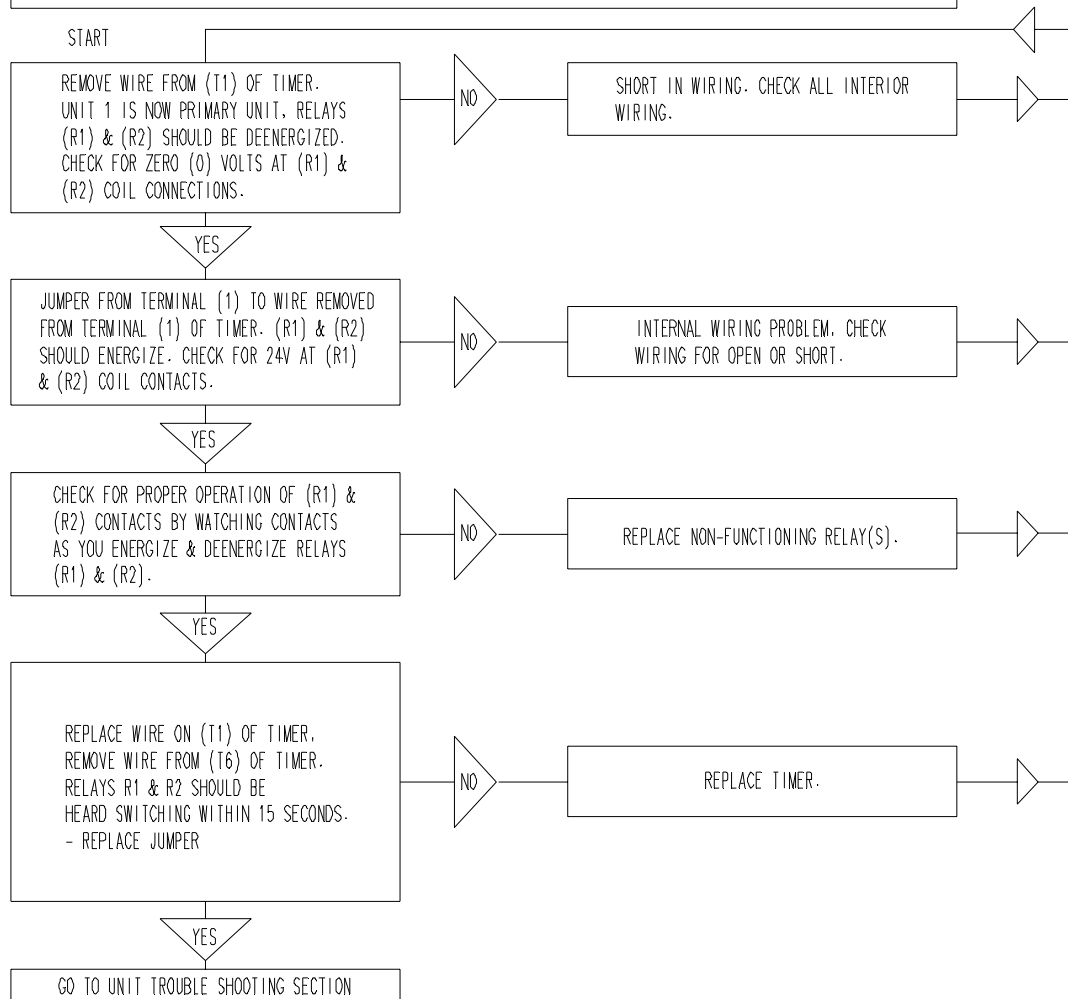 START
REMOVE WIRE FROM (T1) OF TIMER.
UNIT 1 IS NOW PRIMARY UNIT, RELAYS
(R1) & (R2) SHOULD BE DEENERGIZED.
CHECK FOR ZERO (0) VOLTS AT (R1) &
(R2) COIL CONNECTIONS.
NO
SHORT IN WIRING. CHECK ALL INTERIOR
WIRING.
YES
JUMPER FROM TERMINAL (1) TO WIRE REMOVED
FROM TERMINAL (1) OF TIMER. (R1) & (R2)
SHOULD ENERGIZE. CHECK FOR 24V AT (R1)
& (R2) COIL CONTACTS.
NO
INTERNAL WIRING PROBLEM, CHECK
WIRING FOR OPEN OR SHORT.
YES
CHECK FOR PROPER OPERATION OF (R1) &
(R2) CONTACTS BY WATCHING CONTACTS
AS YOU ENERGIZE & DEENERGIZE RELAYS
(R1) & (R2).
NO
REPLACE NON-FUNCTIONING RELAY(S).
YES
REPLACE WIRE ON (T1) OF TIMER,
REMOVE WIRE FROM (T6) OF TIMER.
RELAYS R1 & R2 SHOULD BE
HEARD SWITCHING WITHIN 15 SECONDS.
- REPLACE JUMPER
NO
REPLACE TIMER.
YES
GO TO UNIT TROUBLE SHOOTING SECTION